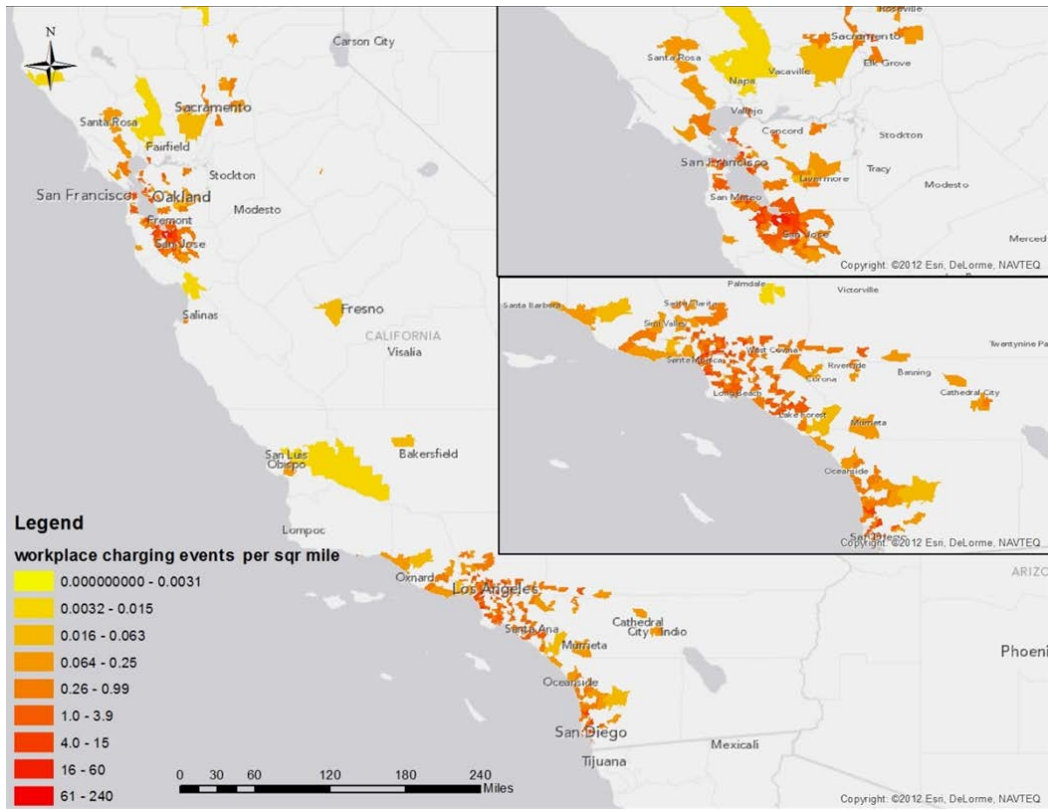 N
Carson City
Santa Rosa
Sacramento
Fairfield
Stockton
San Francisco
Oakland
Modesto
Fremont
San Jose
Salinas
Fresno
CALIFORNIA
Visalia
San Luis
Obispo
Bakersfield
Lompoc
Oxnard
Los Angeles
Santa Ana
Cathedral
City
Indio
Murrieta
Oceanside
San Diego
Tijuana
Mexicali
ARIZO
Phoeni
Legend
workplace charging events per sqr mile
0.000000000 - 0.0031
0.0032 - 0.015
0.016 - 0.063
0.064 - 0.25
0.26 - 0.99
1.0 - 3.9
4.0 - 15
16 - 60
61 - 240
0 30 60 120 180 240
Miles
Copyright: ©2012 Esri, DeLorme, NAVTEQ
Roseville
Sacramento
Santa Rosa
Elk Grove
Vacaville
Napa
Vallejo
Concord
Stockton
San Francisco
Tracy
Livermore
Modesto
San Mateo
San Jose
Merced
Copyright: ©2012 Esri, DeLorme, NAVTEQ
Palmdale
Victorville
Santa Barbara
Santa Clarita
Simi Valley
Twentynine Pa
West Covina
Santa Monica
Riverside
Banning
Corona
Cathedral City
Long Beach
Lake Forest
Murrieta
Oceanside
San Diego
Copyright: ©2012 Esri, DeLorme, NAVTEQ